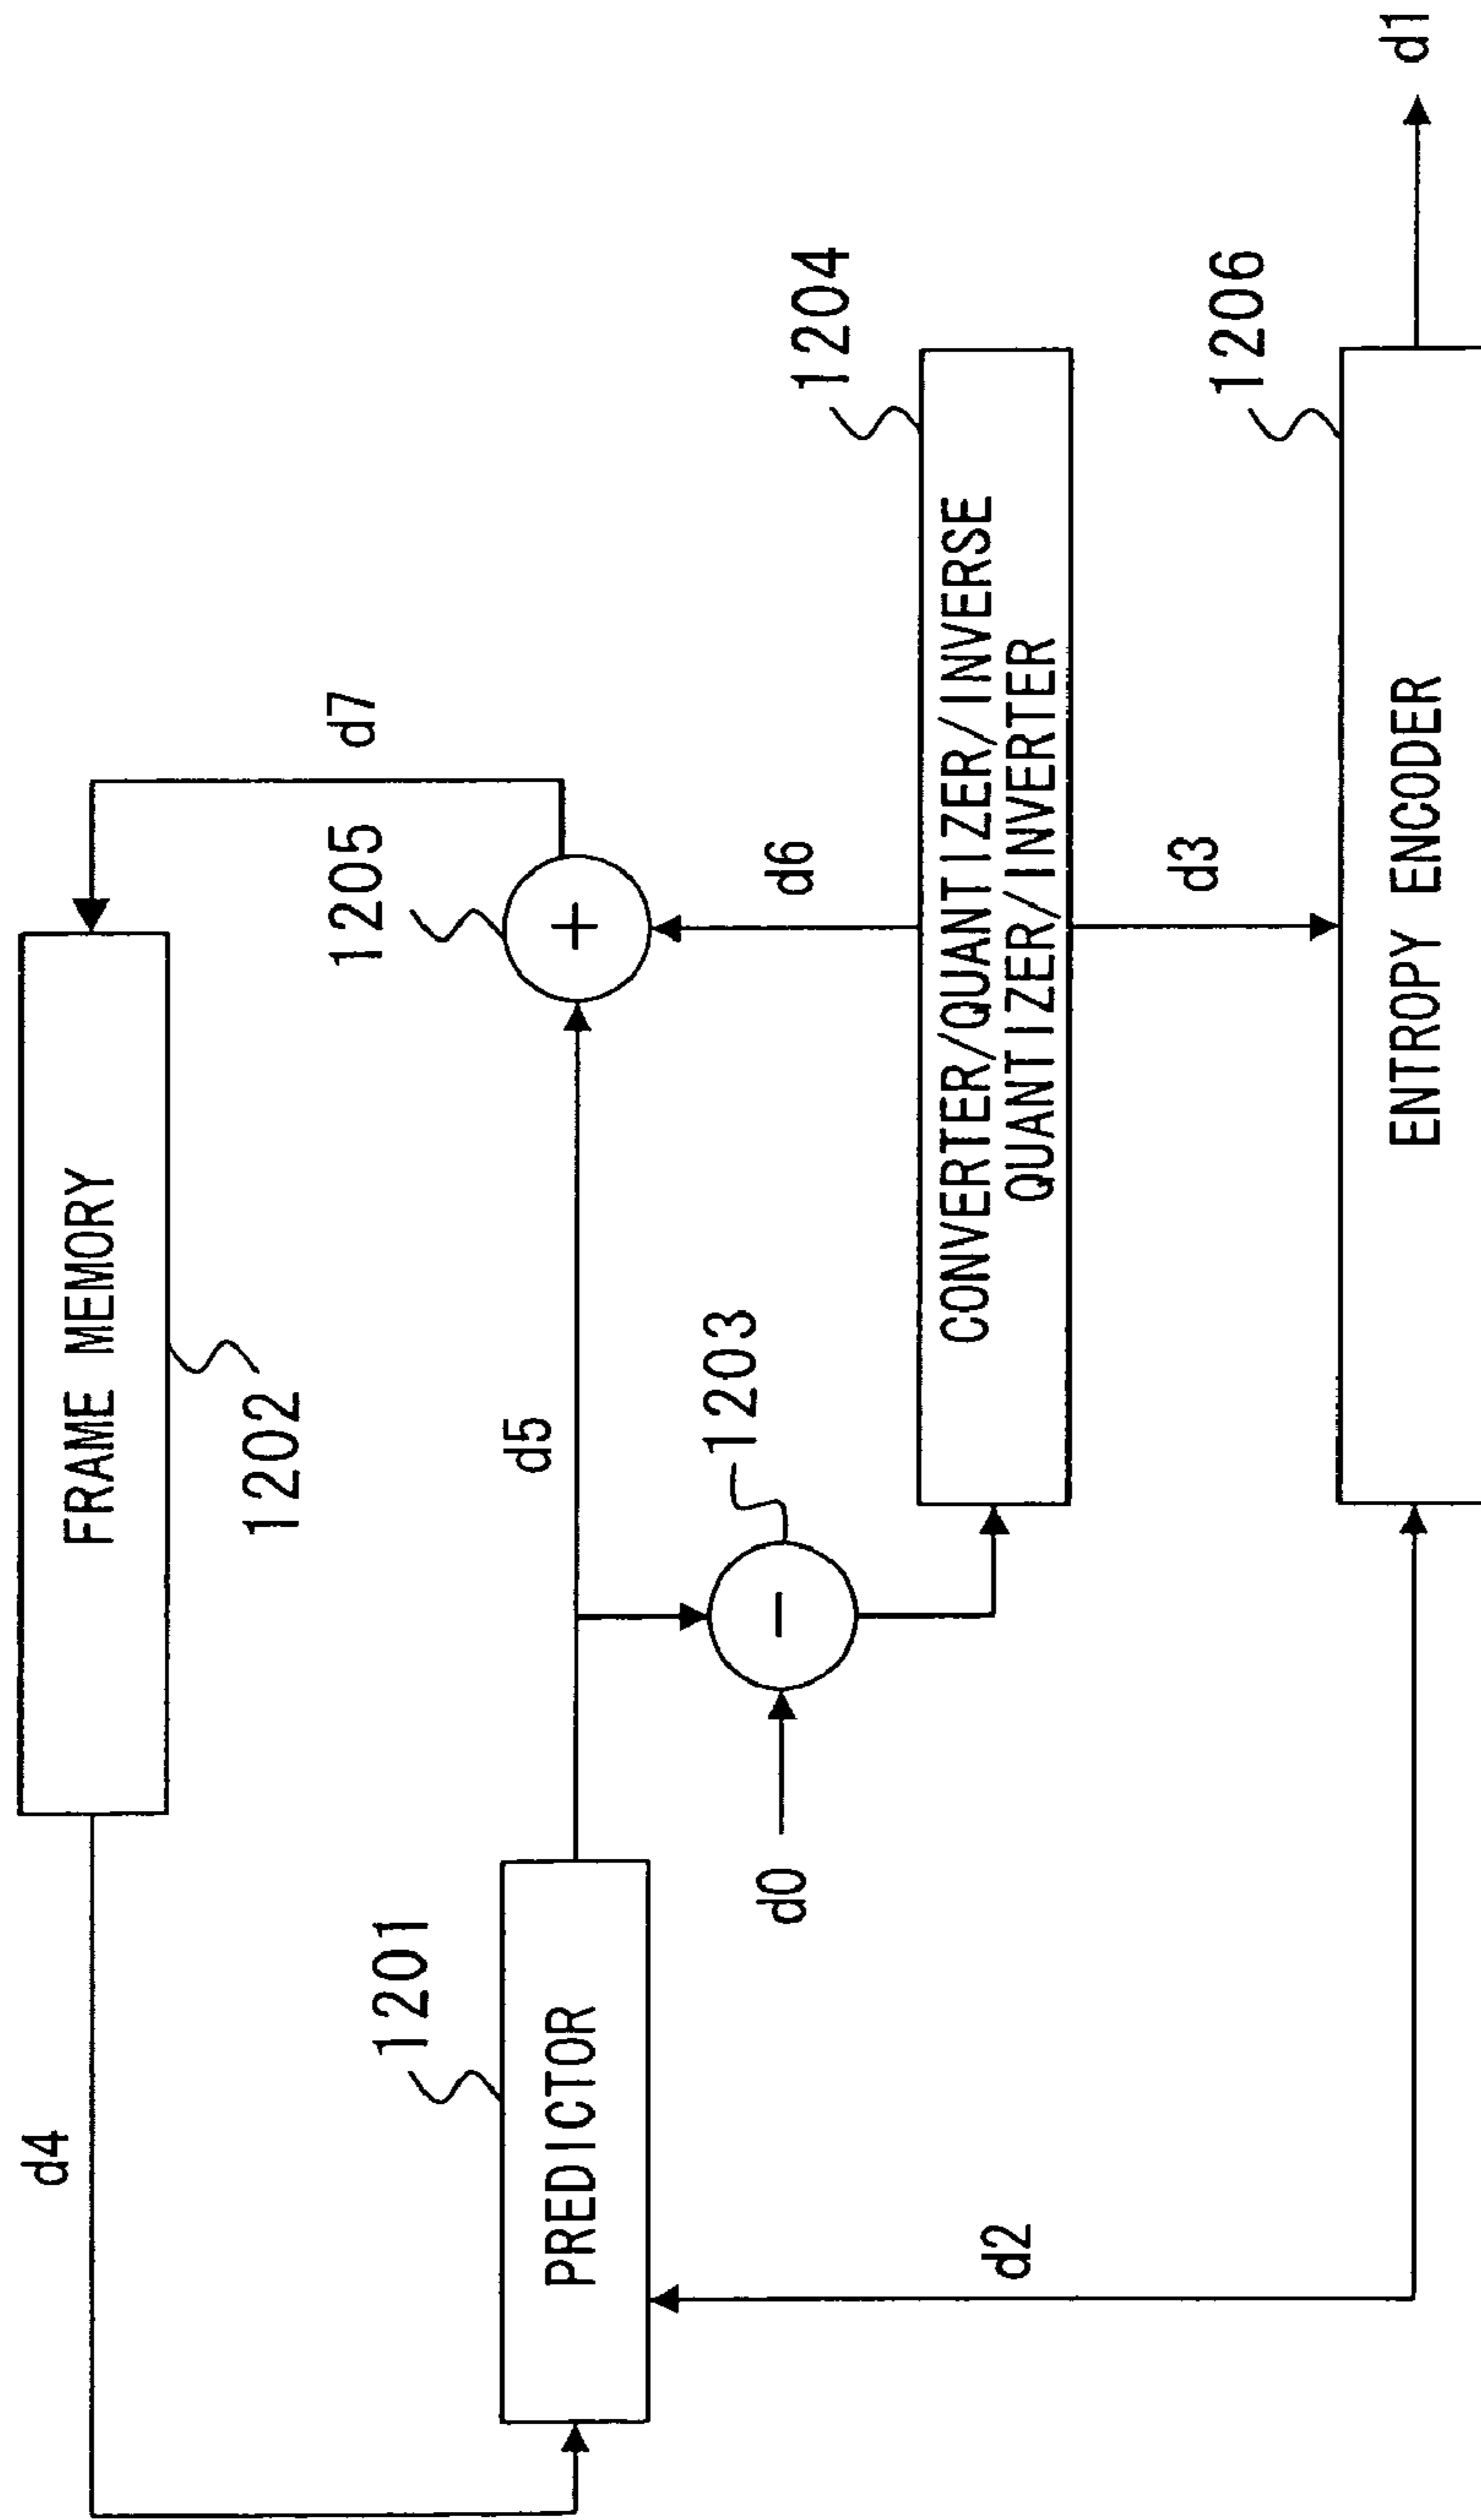 d4
FRAME MEMORY
1202
d7
1205
1201
PREDICTOR
d5
d0
1203
d6
1204
CONVERTER/QUANTIZER/INVERSE
QUANTIZER/INVERTER
d2
d3
1206
ENTROPY ENCODER
d1